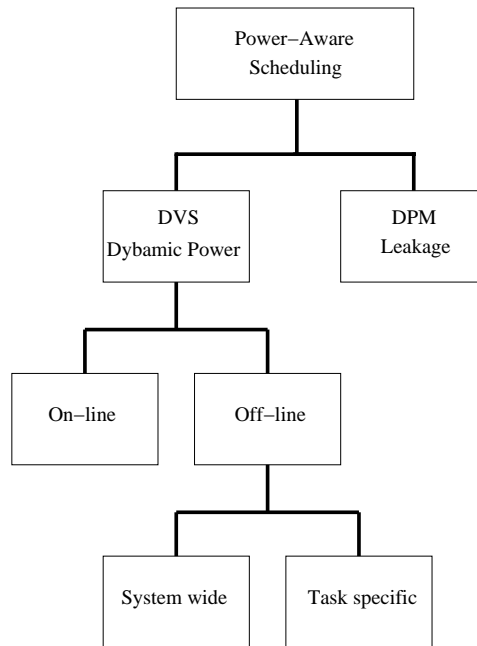 Power−Aware
Scheduling
DVS
Dybamic Power
DPM
Leakage
On−line
Off−line
System wide
Task specific